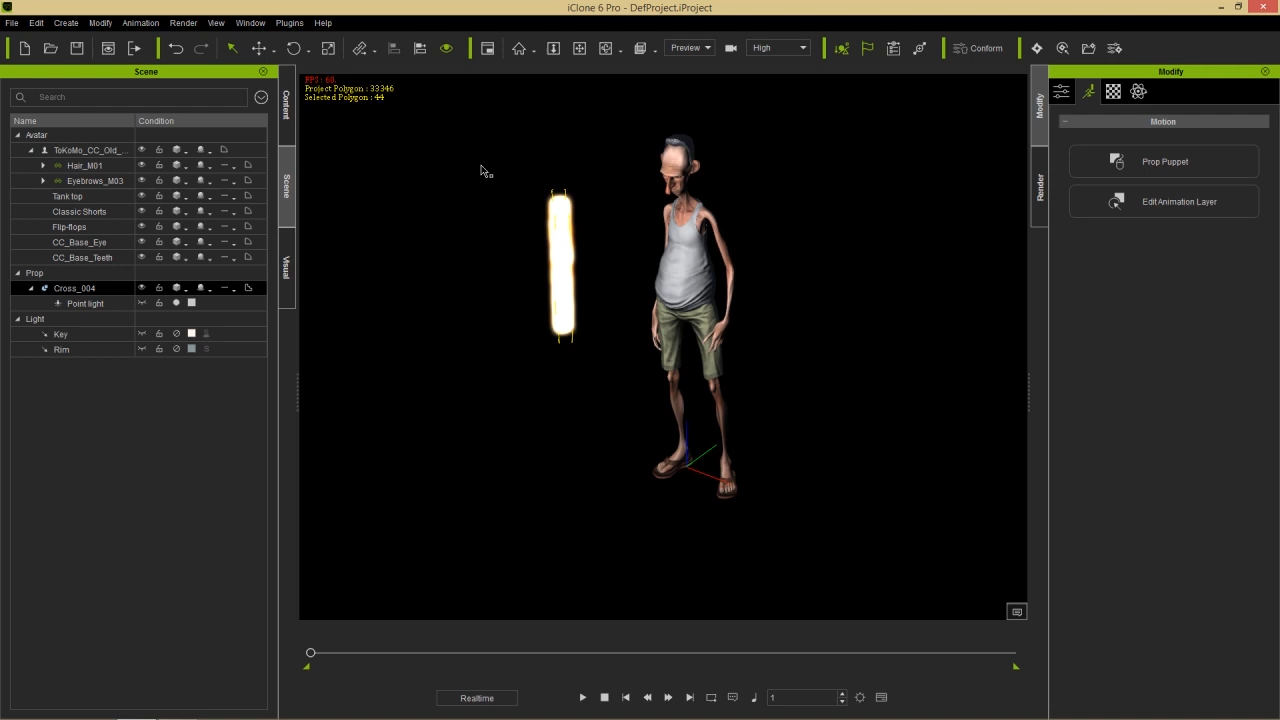 iClone 6 Pro - DefProject.iProject
File Edit Create Modify Animation Render View Window Plugins Help
Preview High Conform
Scene
Search
Name Condition
Avatar
ToKoMo_CC_Old_...
Hair_M01
Eyebrows_M03
Tank top
Classic Shorts
Flip-flops
CC_Base_Eye
CC_Base_Teeth
Prop
Cross_004
Point light
Light
Key
Rim
S
Content
Scene
Visual
FPS : 60
Project Polygon : 33346
Selected Polygon : 44
Modify
Render
Modify
Motion
Prop Puppet
Edit Animation Layer
Realtime
1